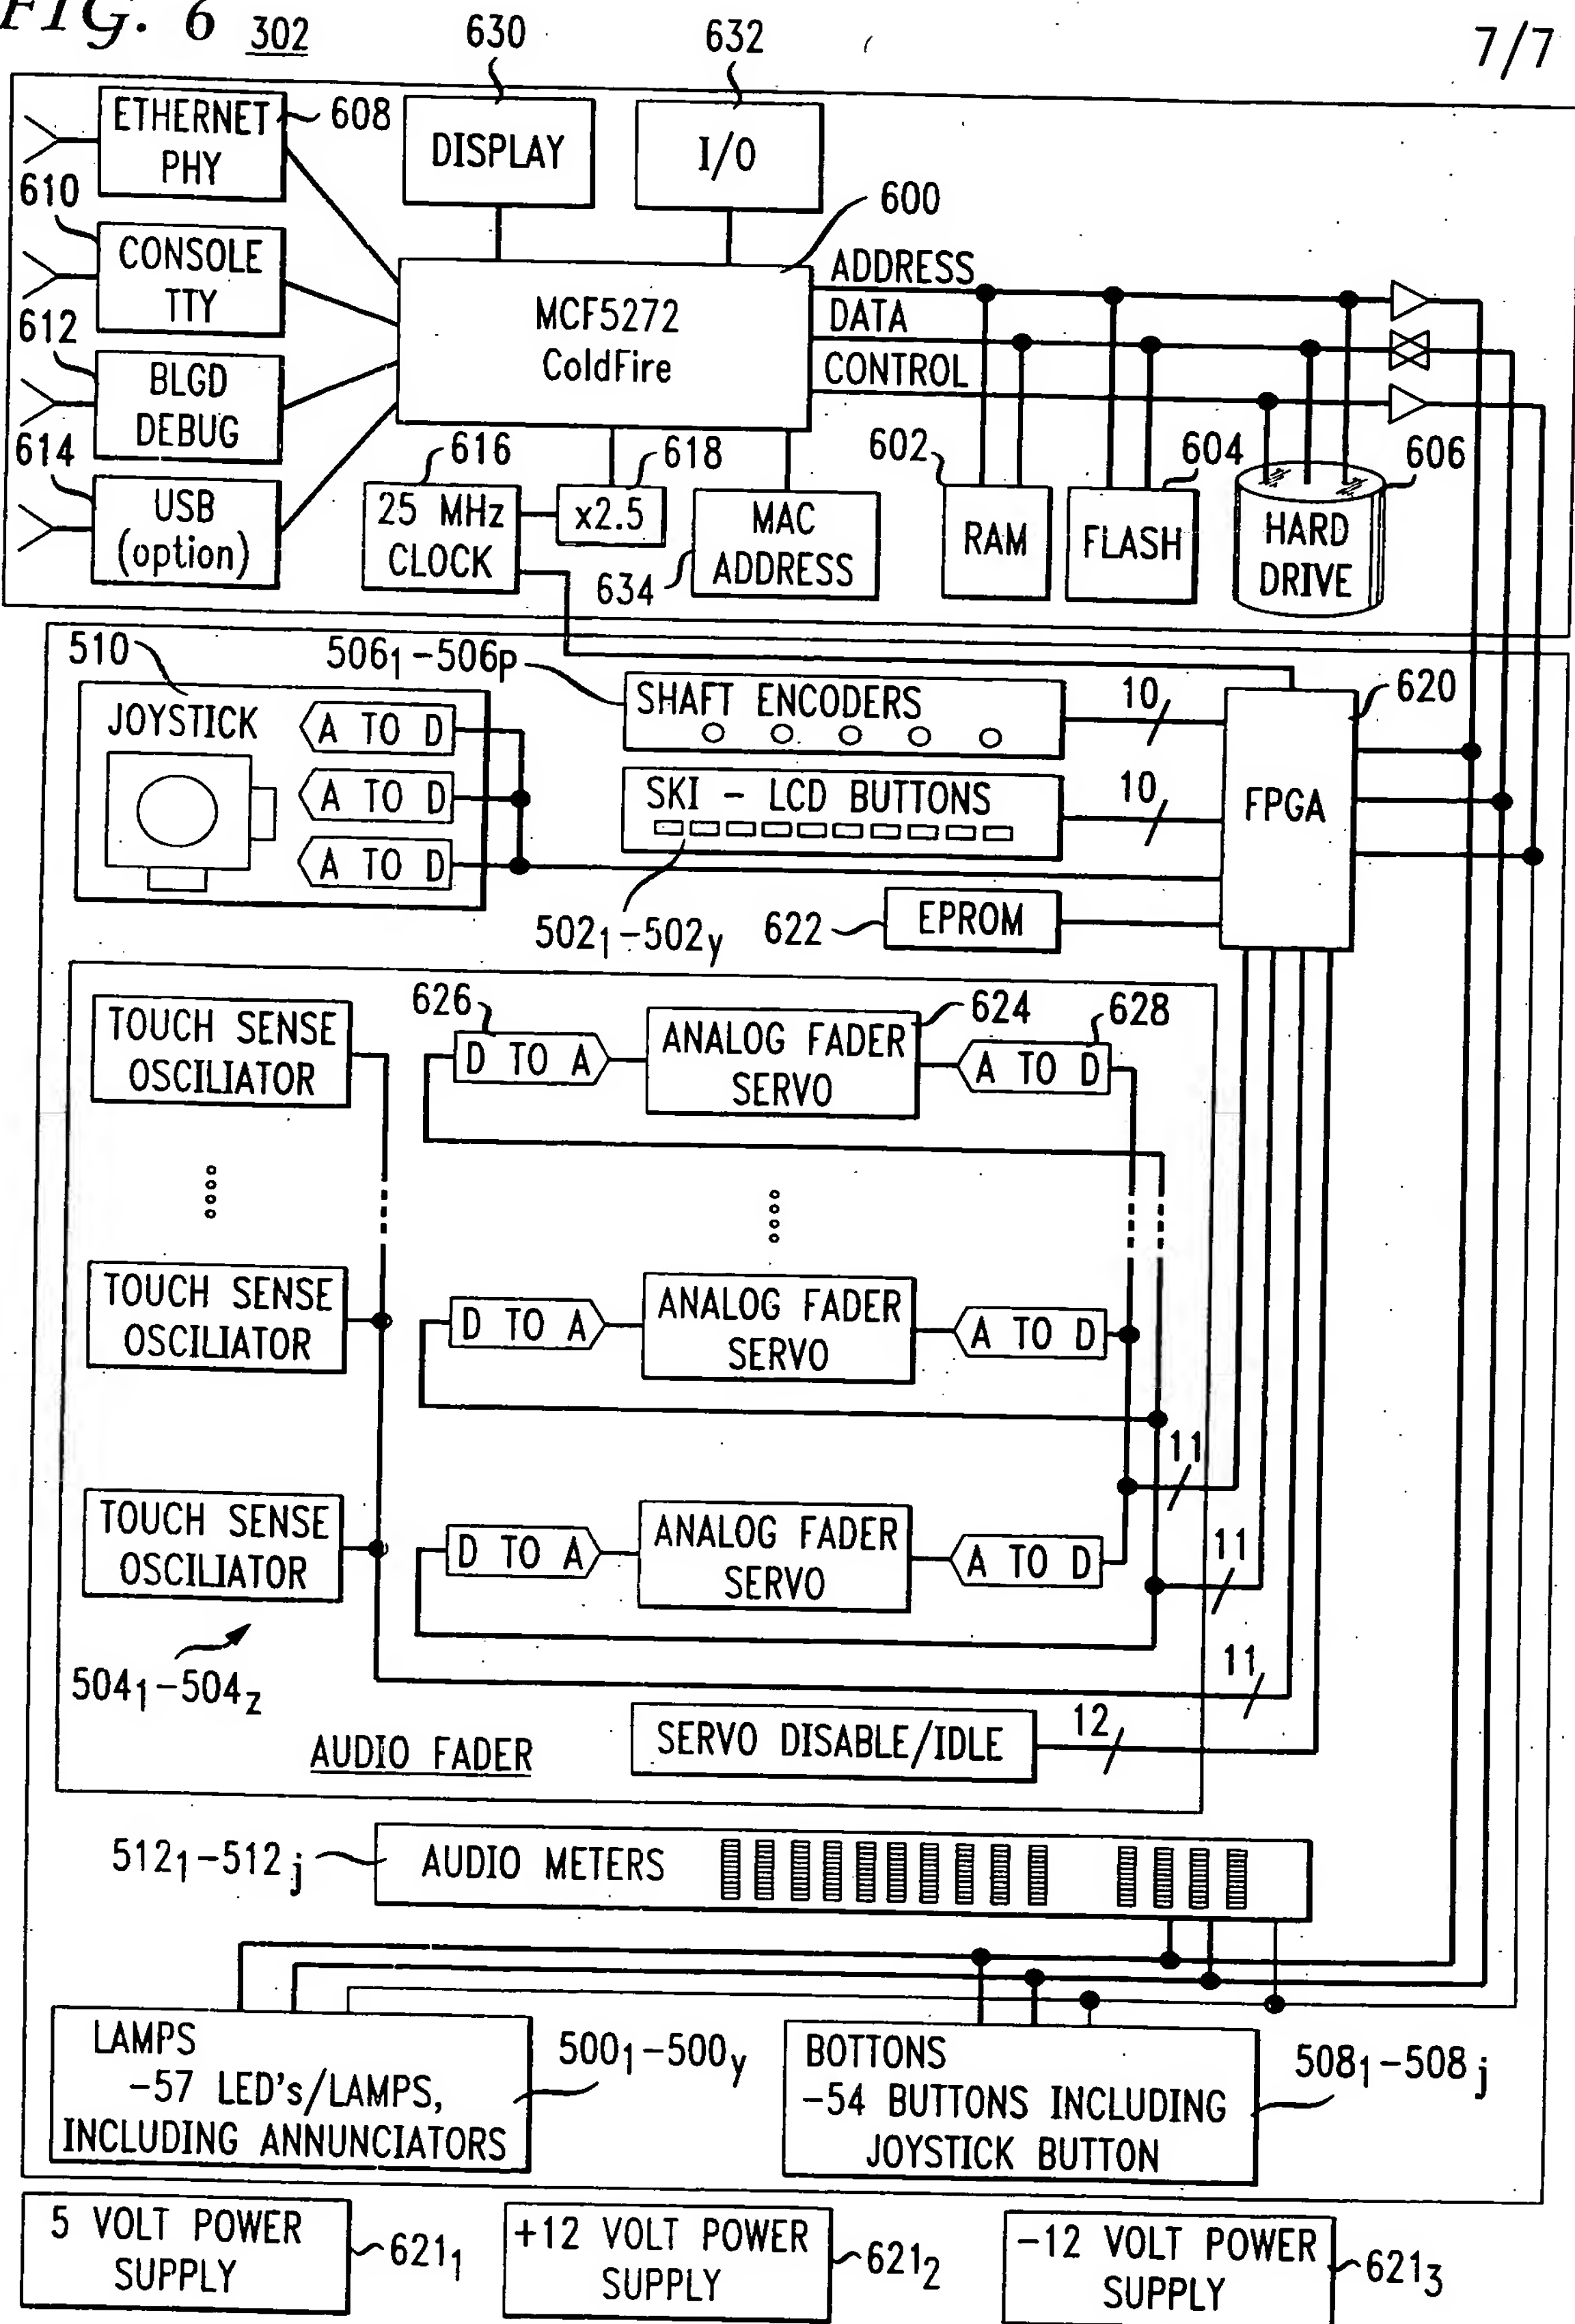 FIG. 6
302
630
632
7/7
ETHERNET
PHY
608
DISPLAY
I/O
610
CONSOLE
TTY
600
MCF5272
ColdFire
ADDRESS
DATA
CONTROL
612
BLGD
DEBUG
614
USB
(option)
616
25 MHz
CLOCK
618
x2.5
MAC
ADDRESS
634
602
RAM
604
FLASH
606
HARD
DRIVE
510
JOYSTICK
A TO D
A TO D
A TO D
5061-506p
SHAFT ENCODERS
10
620
SKI - LCD BUTTONS
10
FPGA
5021-502y
622
EPROM
TOUCH SENSE
OSCILIATOR
626
D TO A
ANALOG FADER
SERVO
624
628
A TO D
TOUCH SENSE
OSCILIATOR
D TO A
ANALOG FADER
SERVO
A TO D
11
TOUCH SENSE
OSCILIATOR
D TO A
ANALOG FADER
SERVO
A TO D
11
5041-504z
11
AUDIO FADER
SERVO DISABLE/IDLE
12
5121-512j
AUDIO METERS
LAMPS
-57 LED's/LAMPS,
INCLUDING ANNUNCIATORS
5001-500y
BOTTONS
-54 BUTTONS INCLUDING
JOYSTICK BUTTON
5081-508j
5 VOLT POWER
SUPPLY
6211
+12 VOLT POWER
SUPPLY
6212
-12 VOLT POWER
SUPPLY
6213